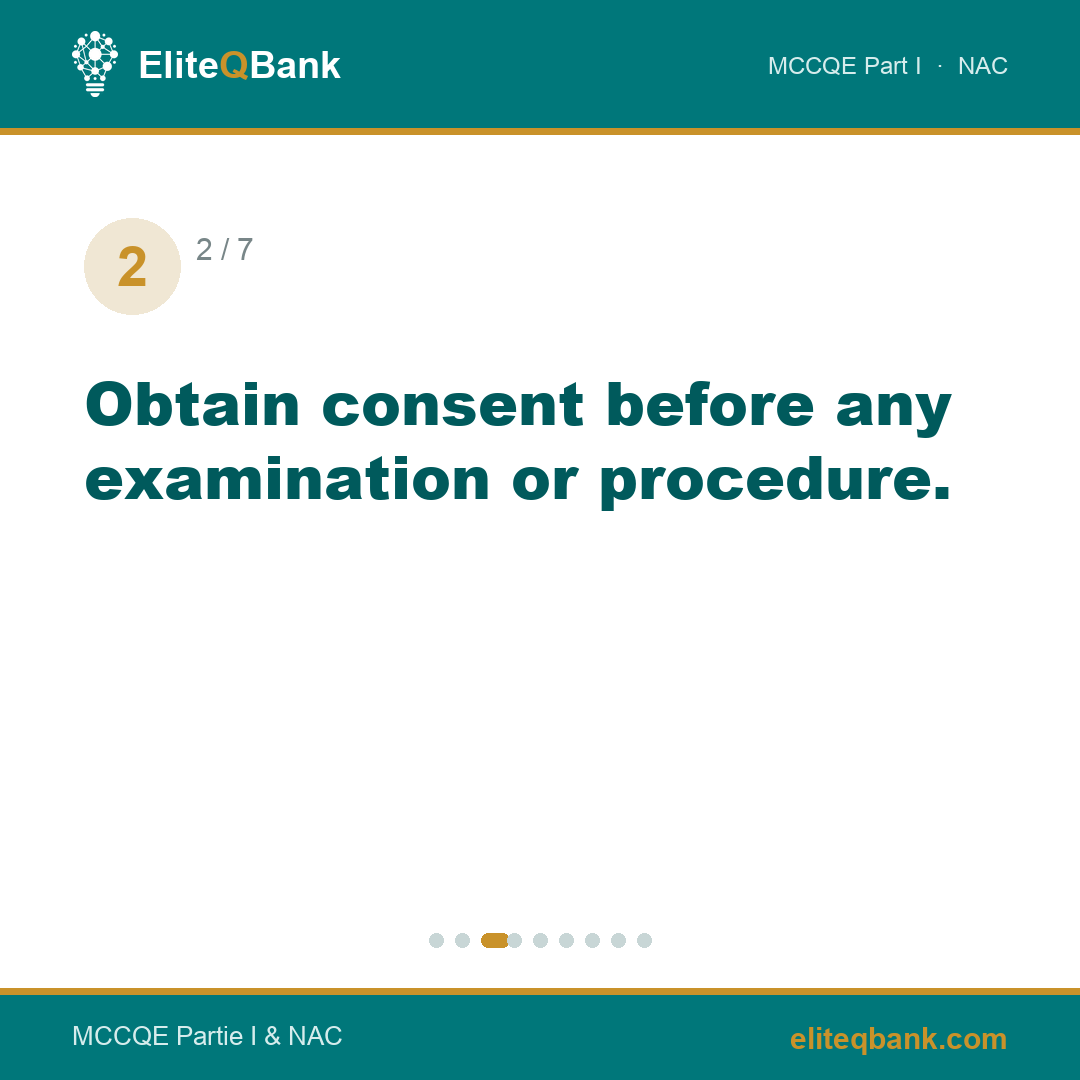 EliteQBank
MCCQE Part I · NAC
2
2 / 7
Obtain consent before any
examination or procedure.
MCCQE Partie I & NAC
eliteqbank.com